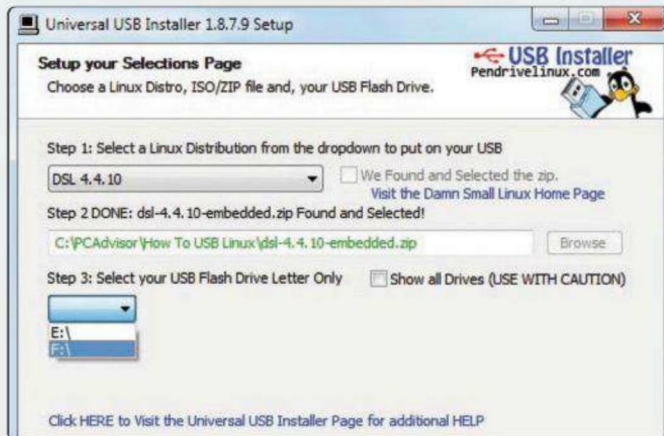 Universal USB Installer 1.8.7.9 Setup
Setup your Selections Page
Choose a Linux Distro, ISO/ZIP file and, your USB Flash Drive.
USB Installer
Pendrivelinux.com
Step 1: Select a Linux Distribution from the dropdown to put on your USB
DSL 4.4.10
We Found and Selected the zip.
Visit the Damn Small Linux Home Page
Step 2 DONE: dsl-4.4.10-embedded.zip Found and Selected!
C:\PCAdvisor\How To USB Linux\dsl-4.4.10-embedded.zip
Browse
Step 3: Select your USB Flash Drive Letter Only
Show all Drives (USE WITH CAUTION)
E:\
F:\
Click HERE to Visit the Universal USB Installer Page for additional HELP